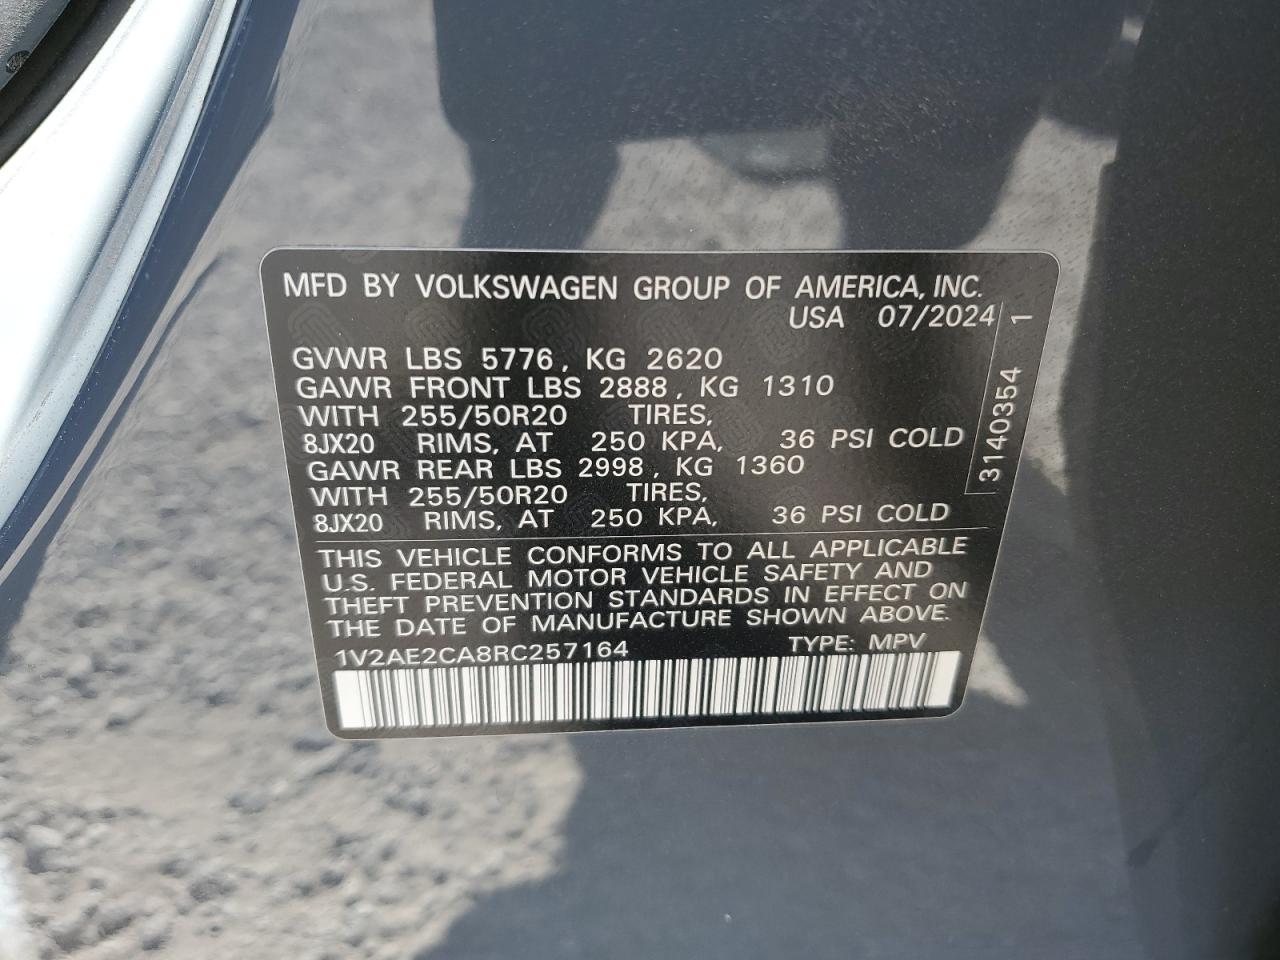 MFD BY VOLKSWAGEN GROUP OF AMERICA, INC.
USA 07/2024
GVWR LBS 5776, KG 2620
GAWR FRONT LBS 2888, KG 1310
WITH 255/50R20 TIRES,
8JX20 RIMS, AT 250 KPA, 36 PSI COLD
GAWR REAR LBS 2998, KG 1360
WITH 255/50R20 TIRES,
8JX20 RIMS, AT 250 KPA, 36 PSI COLD
THIS VEHICLE CONFORMS TO ALL APPLICABLE
U.S. FEDERAL MOTOR VEHICLE SAFETY AND
THEFT PREVENTION STANDARDS IN EFFECT ON
THE DATE OF MANUFACTURE SHOWN ABOVE.
1V2AE2CA8RC257164 TYPE: MPV
3140354 1